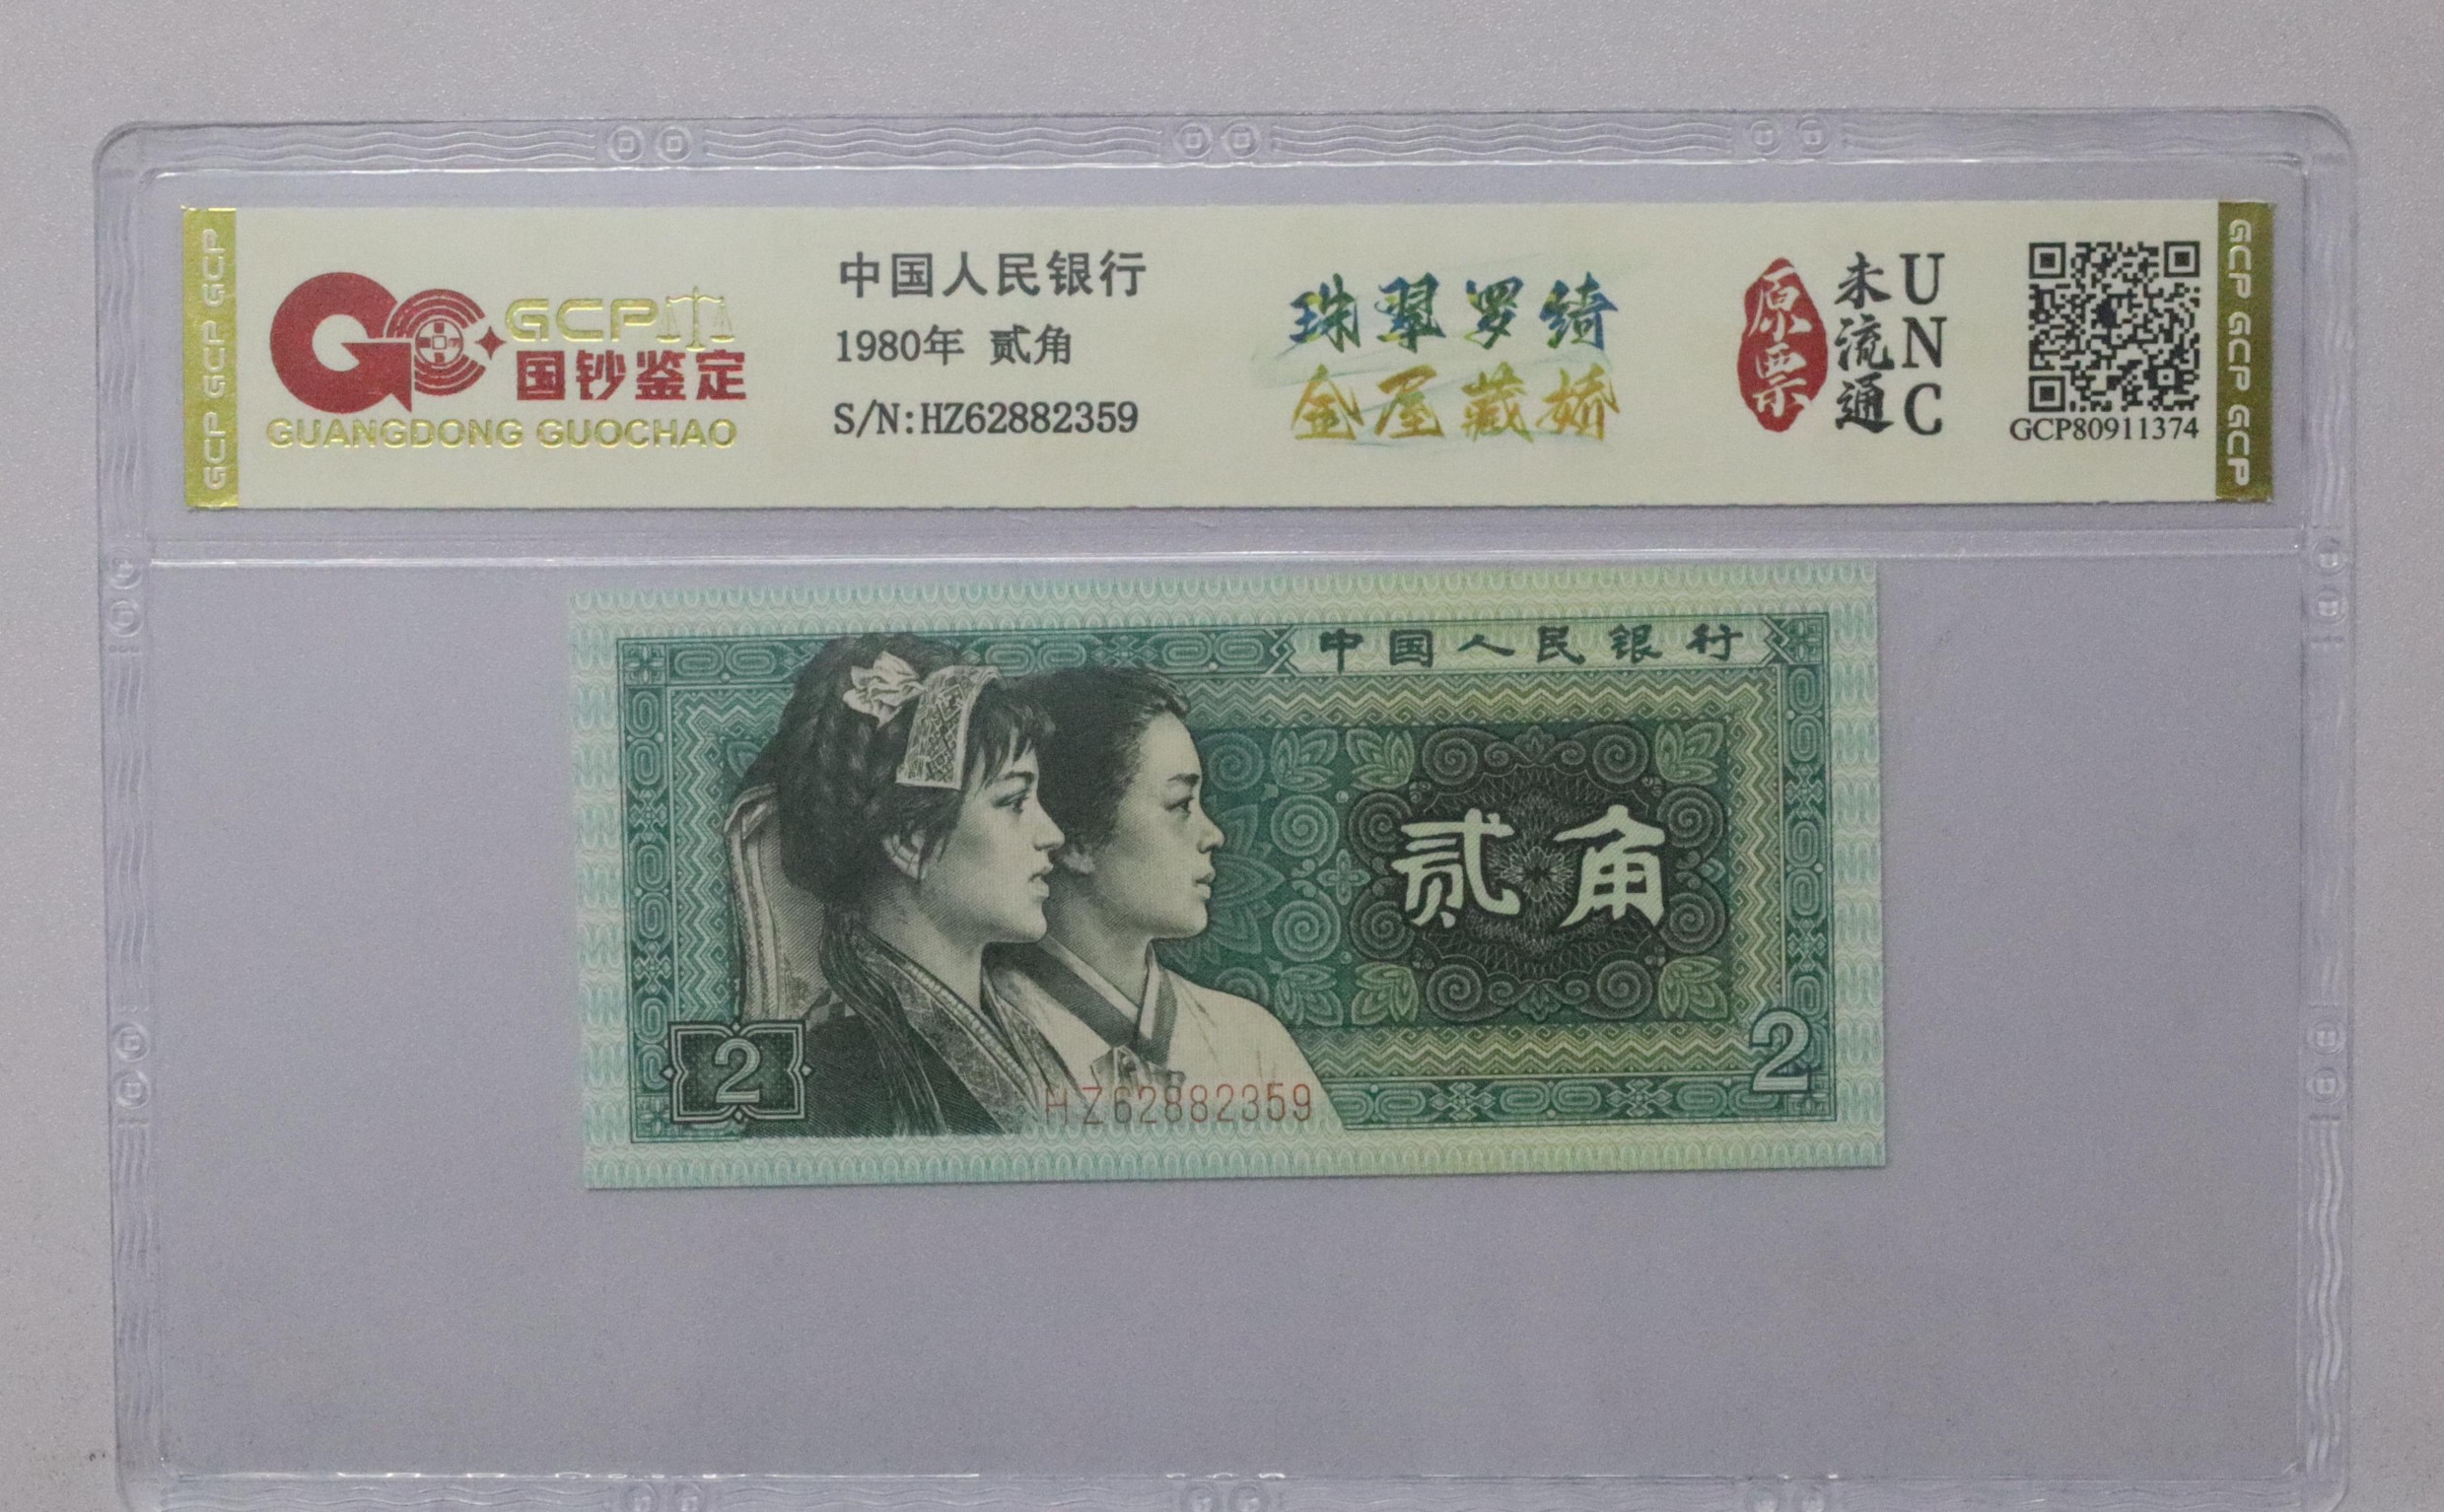 GCP GCP GCP GCP
GCP
国钞鉴定
GUANGDONG GUOCHAO
中国人民银行
1980年 贰角
S/N:HZ62882359
珠翠罗绮
金屋藏娇
原票
未流通
UNC
GCP80911374
GCP GCP GCP GCP
中国人民银行
贰角
2
HZ62882359
2